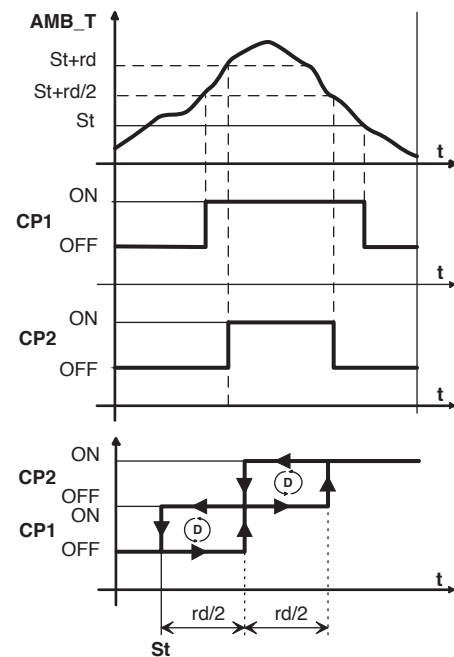 AMB_T
St+rd
St+rd/2
St
t
ON
CP1
OFF
t
ON
CP2
OFF
t
ON
CP2
OFF
ON
CP1
OFF
D
D
t
rd/2 rd/2
St